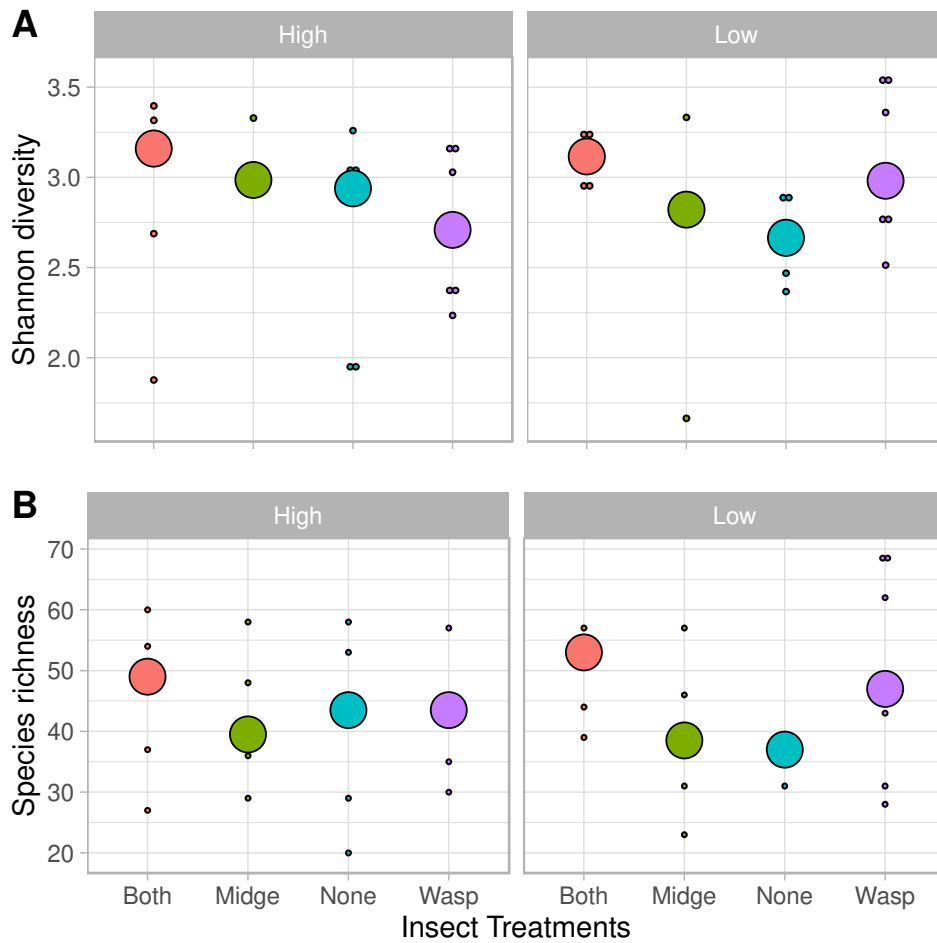 A
High Low
Shannon diversity
3.5
3.0
2.5
2.0
B
High Low
Species richness
70
60
50
40
30
20
Both Midge None Wasp Both Midge None Wasp
Insect Treatments